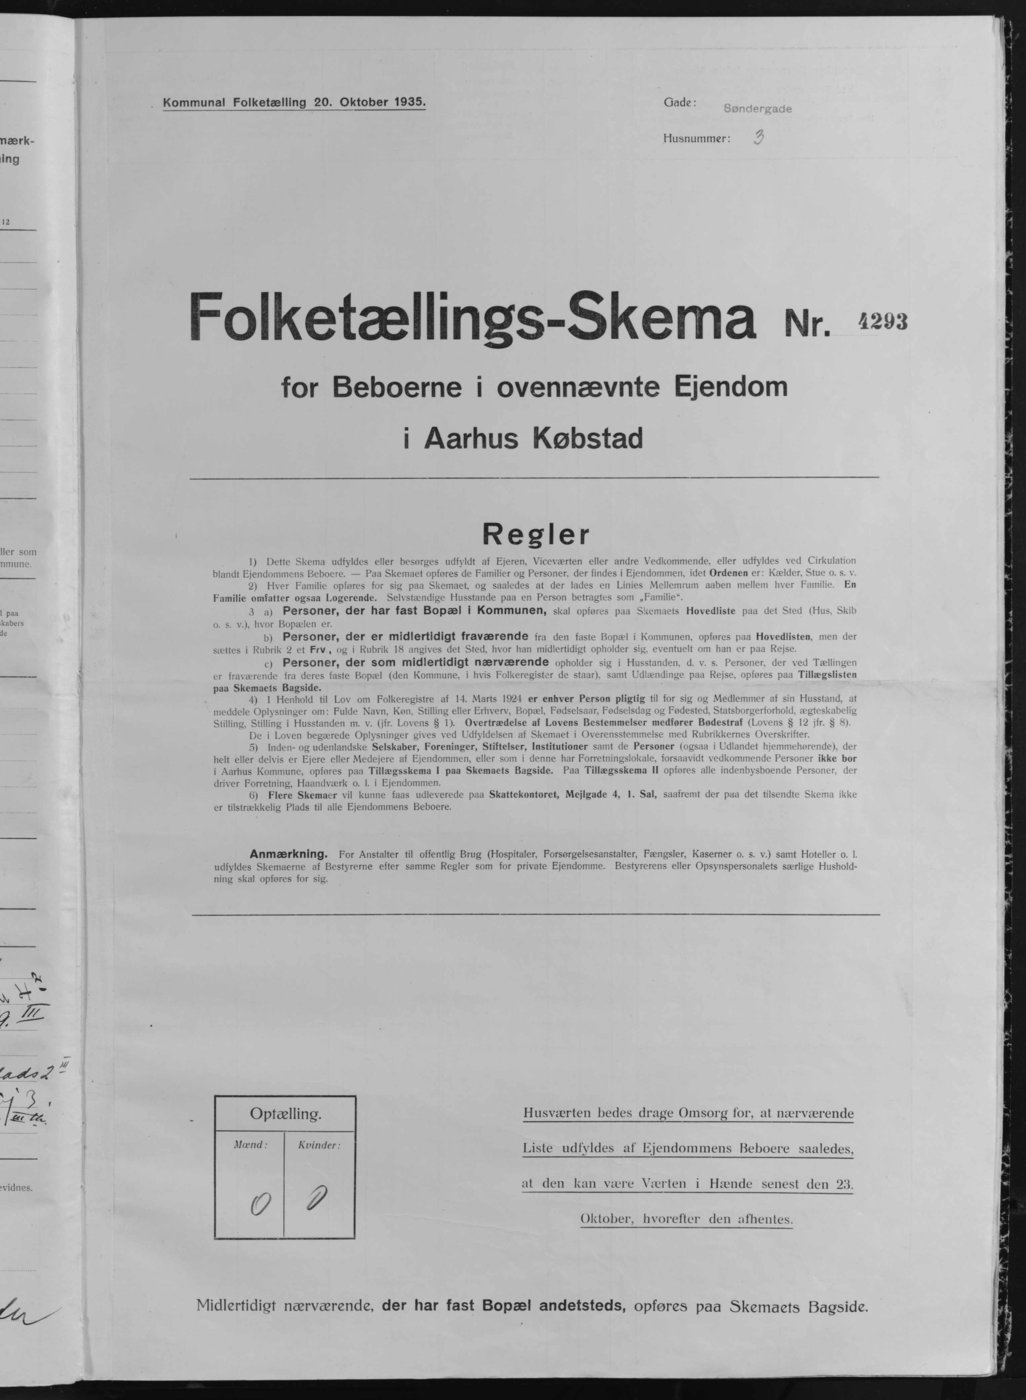 Kommunal Folketælling 20. Oktober 1935.
Gade: Søndergade
Husnummer: 3
Folketællings-Skema Nr. 4293
for Beboerne i ovennævnte Ejendom
i Aarhus Købstad
Regler
1) Dette Skema udfyldes eller besørges udfyldt af Ejeren, Viceværten eller andre Vedkommende, eller udfyldes ved Cirkulation
blandt Ejendommens Beboere. — Paa Skemaet opføres de Familier og Personer, der findes i Ejendommen, idet Ordenen er: Kælder, Stue o. s. v.
2) Hver Familie opføres for sig paa Skemaet, og saaledes at der lades en Linies Mellemrum aaben mellem hver Familie. En
Familie omfatter ogsaa Logerende. Selvstændige Husstande paa en Person betragtes som „Familie“.
3 a) Personer, der har fast Bopæl i Kommunen, skal opføres paa Skemaets Hovedliste paa det Sted (Hus, Skib
o. s. v.), hvor Bopælen er.
b) Personer, der er midlertidigt fraværende fra den faste Bopæl i Kommunen, opføres paa Hovedlisten, men der
sættes i Rubrik 2 et Frv., og i Rubrik 18 angives det Sted, hvor han midlertidigt opholder sig, eventuelt om han er paa Rejse.
c) Personer, der som midlertidigt nærværende opholder sig i Husstanden, d. v. s. Personer, der ved Tællingen
er fraværende fra deres faste Bopæl (den Kommune, i hvis Folkeregister de staar), samt Udlændinge paa Rejse, opføres paa Tillægslisten
paa Skemaets Bagside.
4) I Henhold til Lov om Folkeregistre af 14. Marts 1924 er enhver Person pligtig til for sig og Medlemmer af sin Husstand, at
meddele Oplysninger om: Fulde Navn, Køn, Stilling eller Erhverv, Bopæl, Fødselsaar, Fødselsdag og Fødested, Statsborgerforhold, ægteskabelig
Stilling, Stilling i Husstanden m. v. (jfr. Lovens § 1). Overtrædelse af Lovens Bestemmelser medfører Bødestraf (Lovens § 12 jfr. § 8).
De i Loven begærede Oplysninger gives ved Udfyldelsen af Skemaet i Overensstemmelse med Rubrikkernes Overskrifter.
5) Inden- og udenlandske Selskaber, Foreninger, Stiftelser, Institutioner samt de Personer (ogsaa i Udlandet hjemmehørende), der
helt eller delvis er Ejere eller Medejere af Ejendommen, eller som i denne har Forretningslokale, forsaavidt vedkommende Personer ikke bor
i Aarhus Kommune, opføres paa Tillægsskema I paa Skemaets Bagside. Paa Tillægsskema II opføres alle indenbysboende Personer, der
driver Forretning, Haandværk o. l. i Ejendommen.
6) Flere Skemaer vil kunne faas udleverede paa Skattekontoret, Mejlgade 4, 1. Sal, saafremt der paa det tilsendte Skema ikke
er tilstrækkelig Plads til alle Ejendommens Beboere.
Anmærkning. For Anstalter til offentlig Brug (Hospitaler, Forsørgelsesanstalter, Fængsler, Kaserner o. s. v.) samt Hoteller o. l.
udfyldes Skemaerne af Bestyrerne efter samme Regler som for private Ejendomme. Bestyrerens eller Opsynspersonalets særlige Hushold-
ning skal opføres for sig.
Optælling.
Mænd: Kvinder:
0 0
Husværten bedes drage Omsorg for, at nærværende
Liste udfyldes af Ejendommens Beboere saaledes,
at den kan være Værten i Hænde senest den 23.
Oktober, hvorefter den afhentes.
Midlertidigt nærværende, der har fast Bopæl andetsteds, opføres paa Skemaets Bagside.